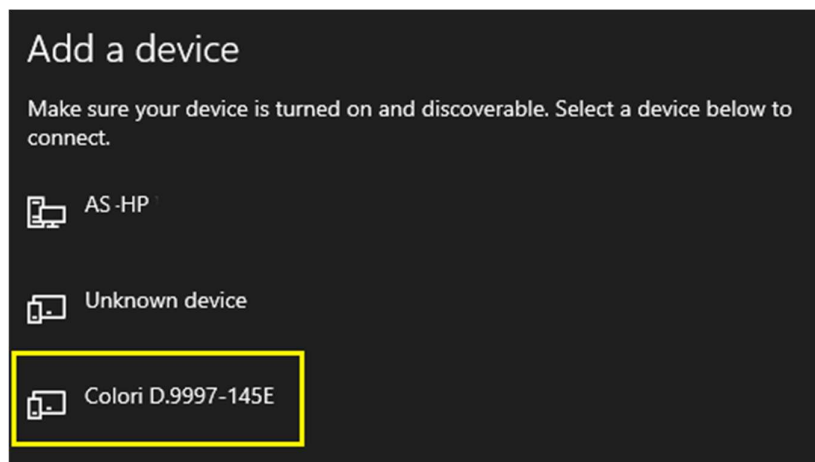 Add a device
Make sure your device is turned on and discoverable. Select a device below to
connect.
AS -HP
Unknown device
Colori D.9997-145E